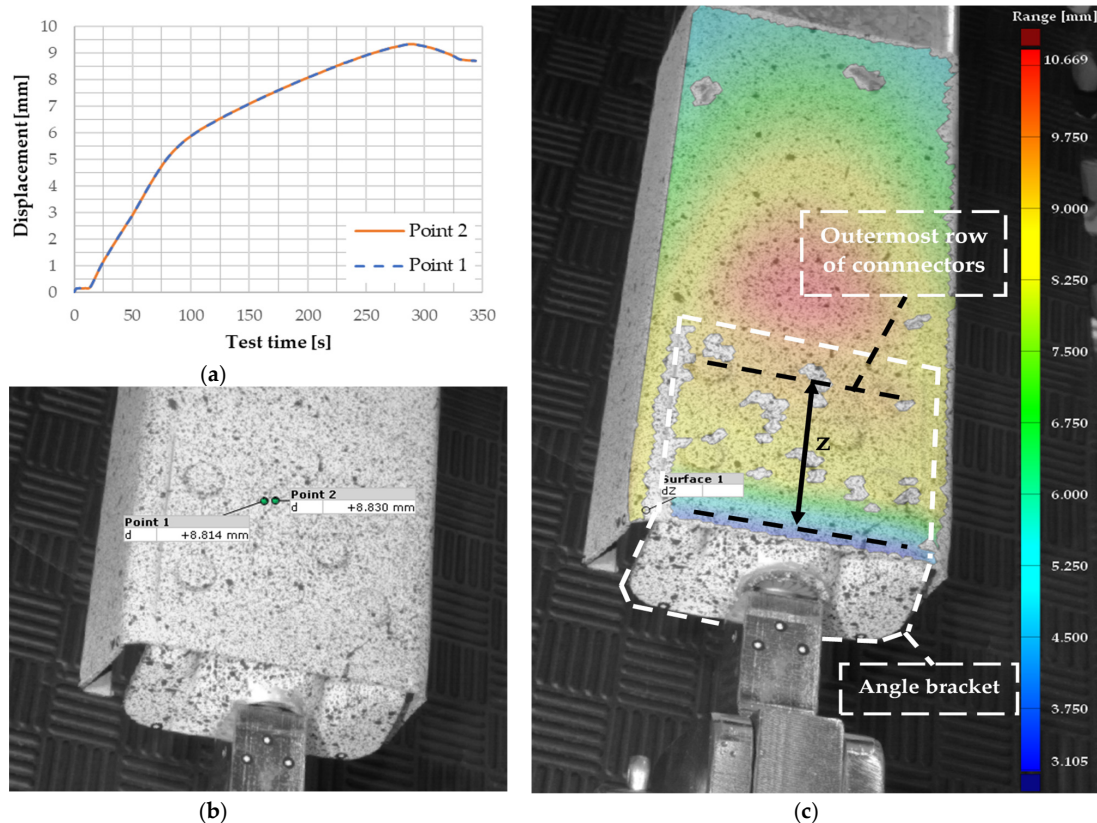 10
9
8
7
6
5
4
3
2
1
0
Displacement [mm]
Point 2
Point 1
0
50
100
150
200
250
300
350
Test time [s]
(a)
Point 2
d +8.830 mm
Point 1
d +8.814 mm
(b)
Range [mm]
10.669
9.750
9.000
8.250
7.500
6.750
6.000
5.250
4.500
3.750
3.105
Outermost row
of connnectors
z
Surface 1
dZ
Angle bracket
(c)